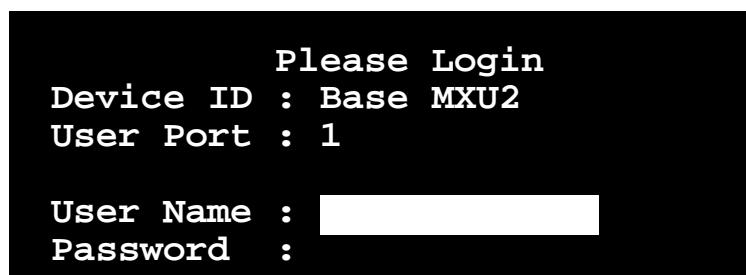 Please Login
Device ID : Base MXU2
User Port : 1
User Name :
Password :